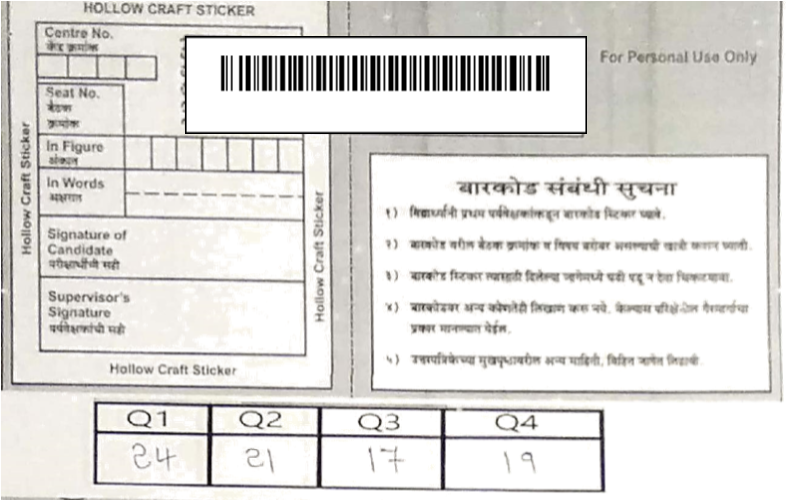 HOLLOW CRAFT STICKER
Centre No.
केंद्र क्रमांक
Seat No.
बैठक
क्रमांक
In Figure
अंकात
In Words
अक्षरात
Signature of
Candidate
परीक्षार्थीची सही
Supervisor's
Signature
पर्यवेक्षकांची सही
Hollow Craft Sticker
Hollow Craft Sticker
Hollow Craft Sticker
For Personal Use Only
बारकोड संबंधी सुचना
१) विद्यार्थ्यांनी प्रथम पर्यवेक्षकांकडून बारकोड स्टिकर घ्यावे.
२) बारकोड वरील बैठक क्रमांक व विषय बरोबर असल्याची खात्री करून घ्यावी.
३) बारकोड स्टिकर त्यासाठी दिलेल्या जागेमध्ये घडी पडू न देता चिकटवावा.
४) बारकोडवर अन्य कोणतेही लिखाण करू नये. केल्यास परिक्षेतील गैरमार्गाचा
प्रकार मानण्यात येईल.
५) उत्तरपत्रिकेच्या मुखपृष्ठावरील अन्य माहिती, विहित जागेत लिहावी.
Q1 Q2 Q3 Q4
24 21 17 19